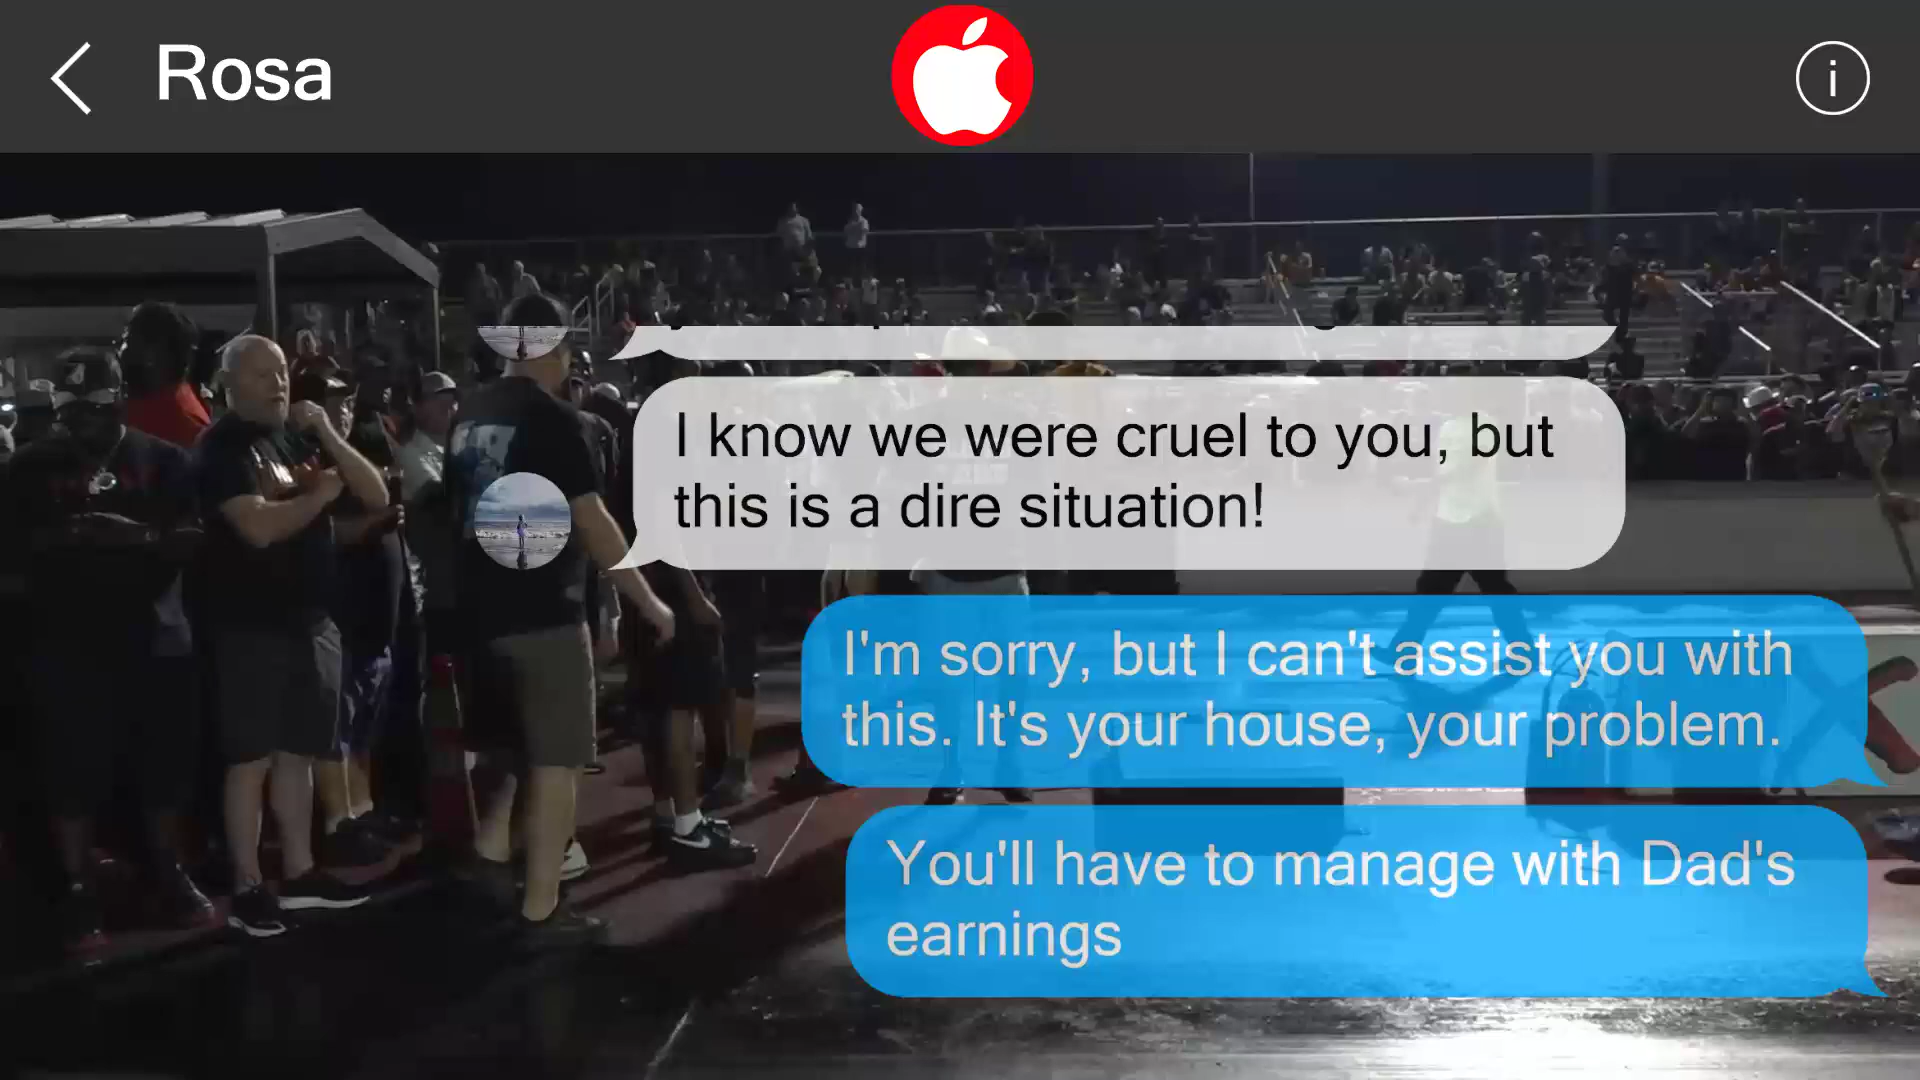 Rosa
I know we were cruel to you, but
this is a dire situation!
I'm sorry, but I can't assist you with
this. It's your house, your problem.
You'll have to manage with Dad's
earnings